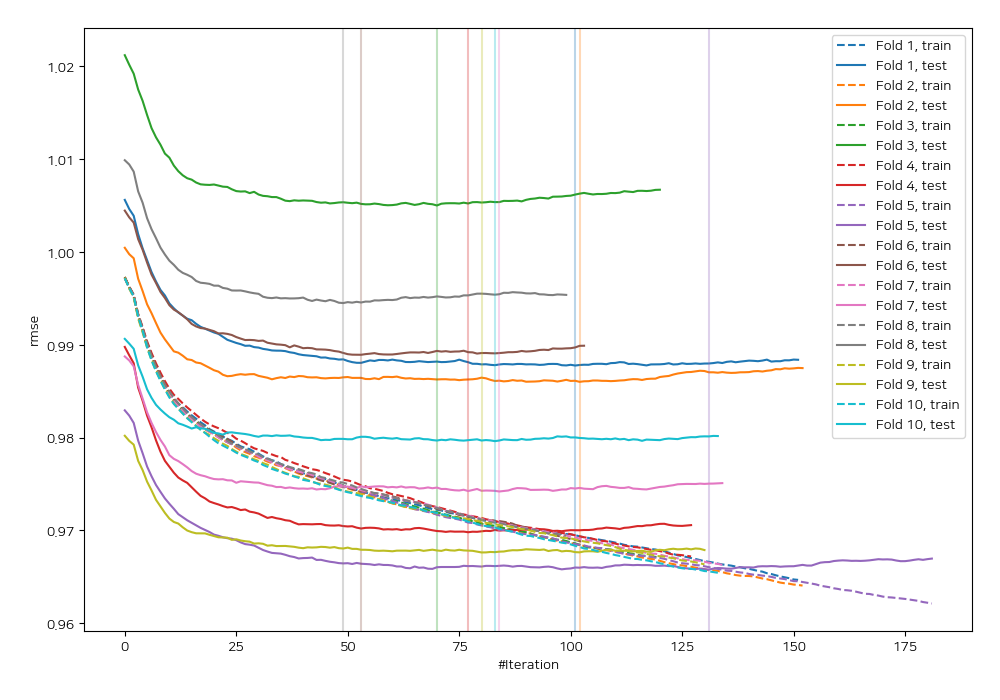 1,02
1,01
1,00
0,99
0,98
0,97
0,96
rmse
0
25
50
75
100
125
150
175
#Iteration
Fold 1, train
Fold 1, test
Fold 2, train
Fold 2, test
Fold 3, train
Fold 3, test
Fold 4, train
Fold 4, test
Fold 5, train
Fold 5, test
Fold 6, train
Fold 6, test
Fold 7, train
Fold 7, test
Fold 8, train
Fold 8, test
Fold 9, train
Fold 9, test
Fold 10, train
Fold 10, test